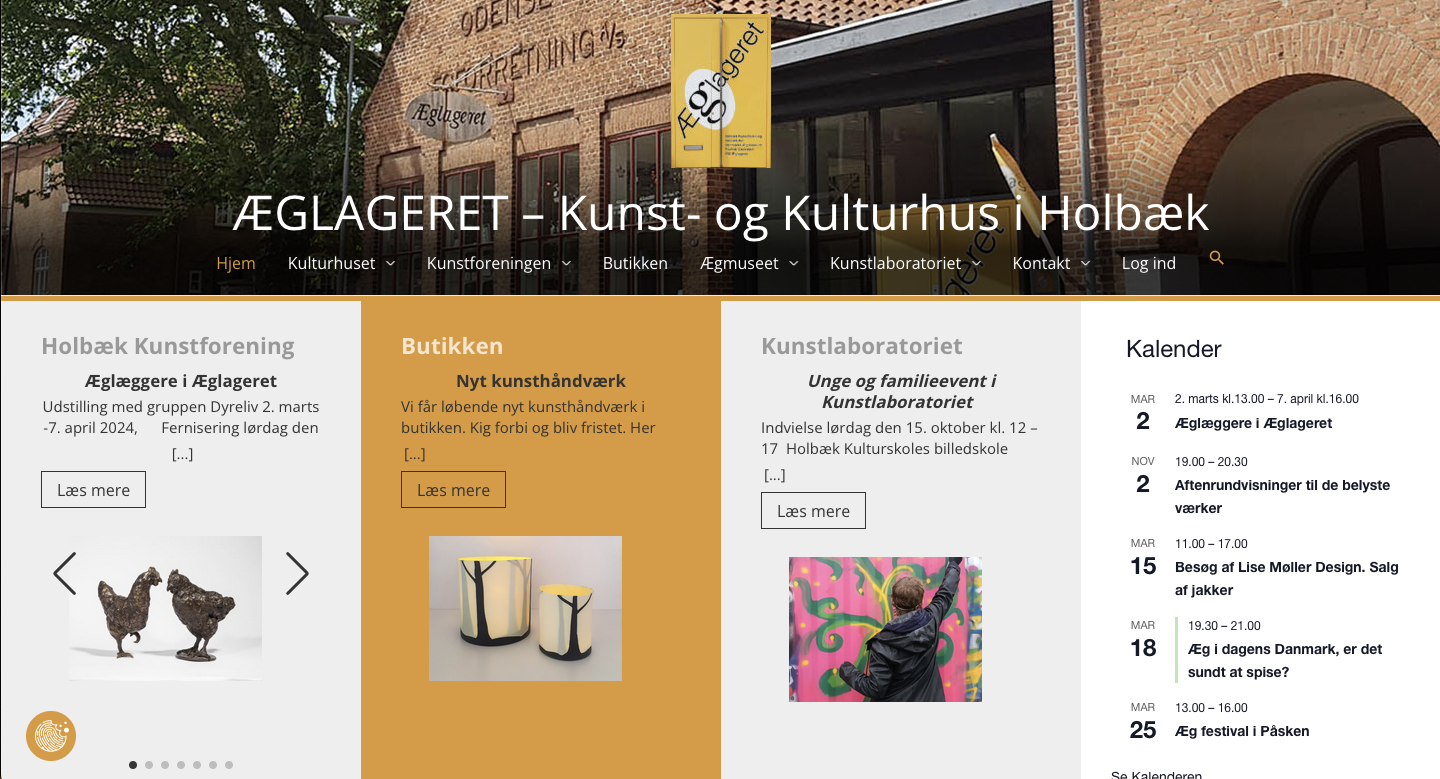 ODENSE
ÆGFORRETNING A/S
Æglageret
Æglageret
ÆGLAGERET – Kunst- og Kulturhus i Holbæk
Hjem
Kulturhuset
Kunstforeningen
Butikken
Ægmuseet
Kunstlaboratoriet
Kontakt
Log ind
Holbæk Kunstforening
Æglæggere i Æglageret
Udstilling med gruppen Dyreliv 2. marts
-7. april 2024, Fernisering lørdag den
[...]
Læs mere
Butikken
Nyt kunsthåndværk
Vi får løbende nyt kunsthåndværk i
butikken. Kig forbi og bliv fristet. Her
[...]
Læs mere
Kunstlaboratoriet
Unge og familieevent i
Kunstlaboratoriet
Indvielse lørdag den 15. oktober kl. 12 –
17 Holbæk Kulturskoles billedskole
[...]
Læs mere
Kalender
MAR
2
2. marts kl.13.00 – 7. april kl.16.00
Æglæggere i Æglageret
NOV
2
19.00 – 20.30
Aftenrundvisninger til de belyste
værker
MAR
15
11.00 – 17.00
Besøg af Lise Møller Design. Salg
af jakker
MAR
18
19.30 – 21.00
Æg i dagens Danmark, er det
sundt at spise?
MAR
25
13.00 – 16.00
Æg festival i Påsken
Se Kalenderen